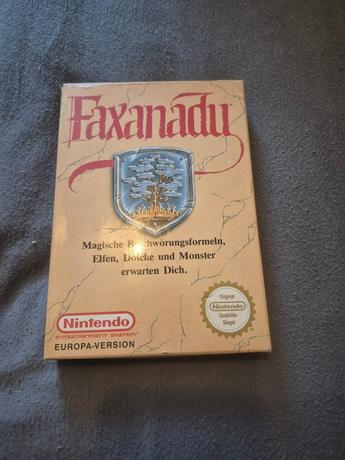 Faxanadu
Magische Beschwörungsformeln,
Elfen, Dolche und Monster
erwarten Dich.
Nintendo
ENTERTAINMENT SYSTEM
EUROPA-VERSION
Original
Nintendo
Qualitäts-
Siegel